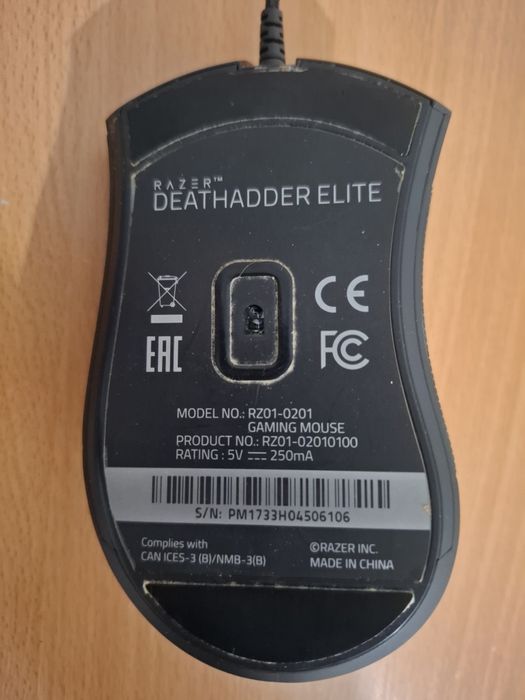 RAZER™
DEATHADDER ELITE
CE
EAC
FC
MODEL NO.: RZ01-0201
GAMING MOUSE
PRODUCT NO.: RZ01-02010100
RATING : 5V ⎓ 250mA
S/N: PM1733H04506106
Complies with
CAN ICES-3 (B)/NMB-3(B)
©RAZER INC.
MADE IN CHINA